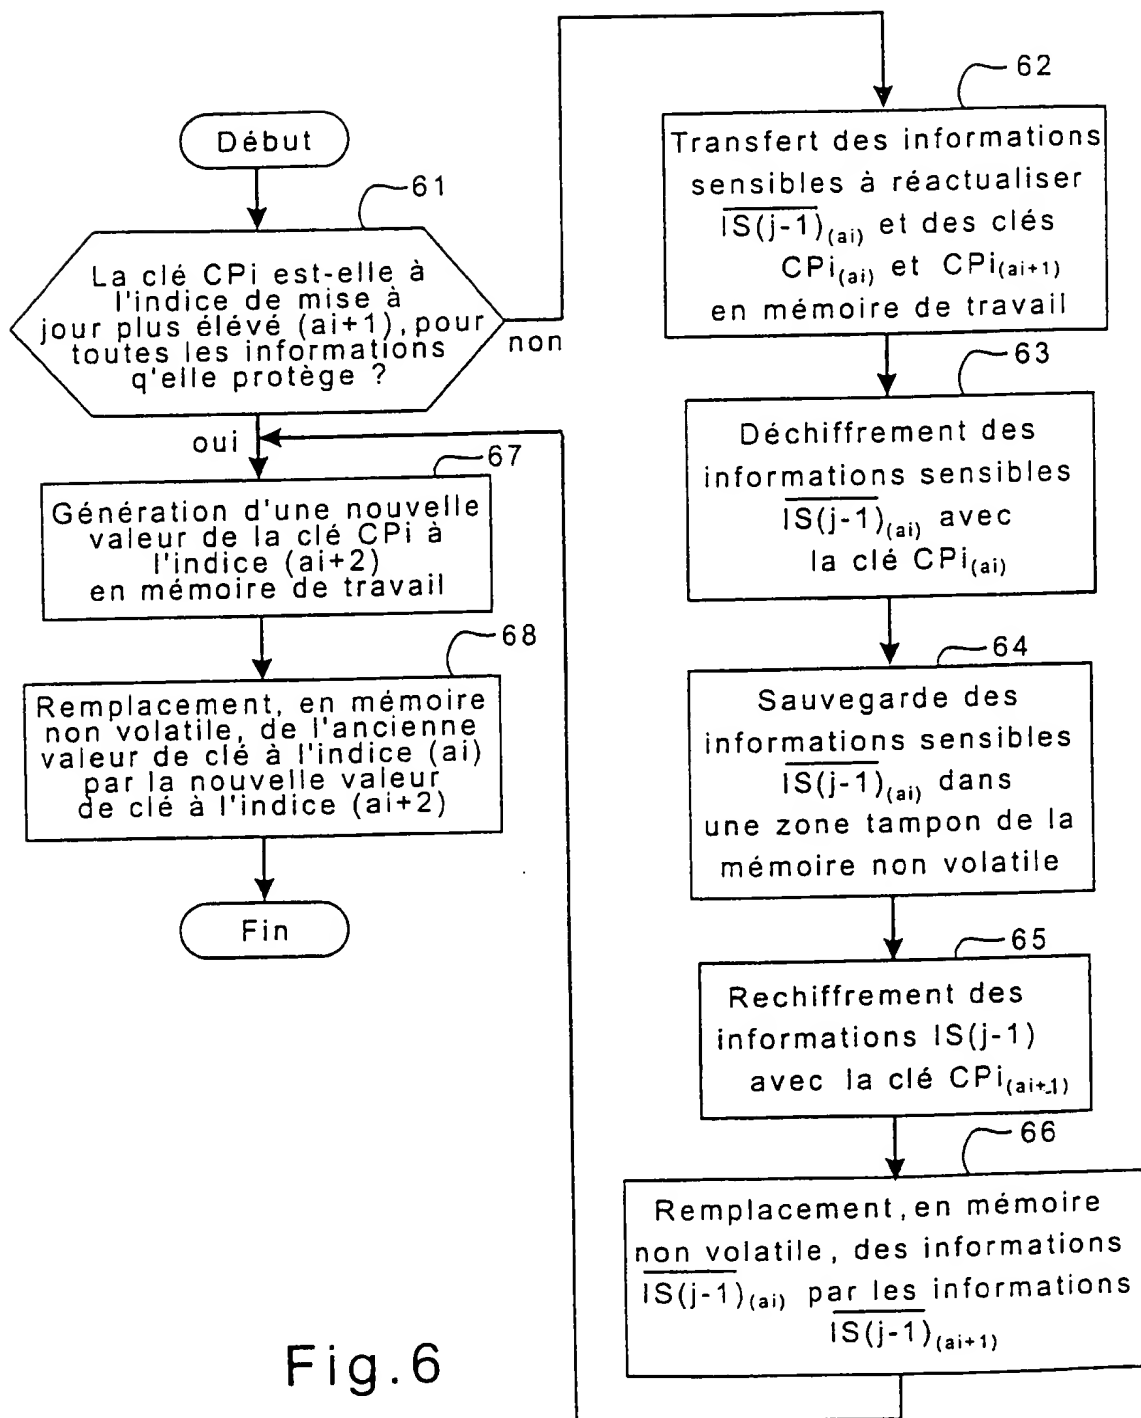 Début
61
La clé CPi est-elle à
l'indice de mise à
jour plus élévé (ai+1), pour
toutes les informations
q'elle protège ?
non
oui
62
Transfert des informations
sensibles à réactualiser
IS(j-1)(ai) et des clés
CPi(ai) et CPi(ai+1)
en mémoire de travail
63
Déchiffrement des
informations sensibles
IS(j-1)(ai) avec
la clé CPi(ai)
64
Sauvegarde des
informations sensibles
IS(j-1)(ai) dans
une zone tampon de la
mémoire non volatile
65
Rechiffrement des
informations IS(j-1)
avec la clé CPi(ai+1)
66
Remplacement, en mémoire
non volatile, des informations
IS(j-1)(ai) par les informations
IS(j-1)(ai+1)
67
Génération d'une nouvelle
valeur de la clé CPi à
l'indice (ai+2)
en mémoire de travail
68
Remplacement, en mémoire
non volatile, de l'ancienne
valeur de clé à l'indice (ai)
par la nouvelle valeur
de clé à l'indice (ai+2)
Fin
Fig.6